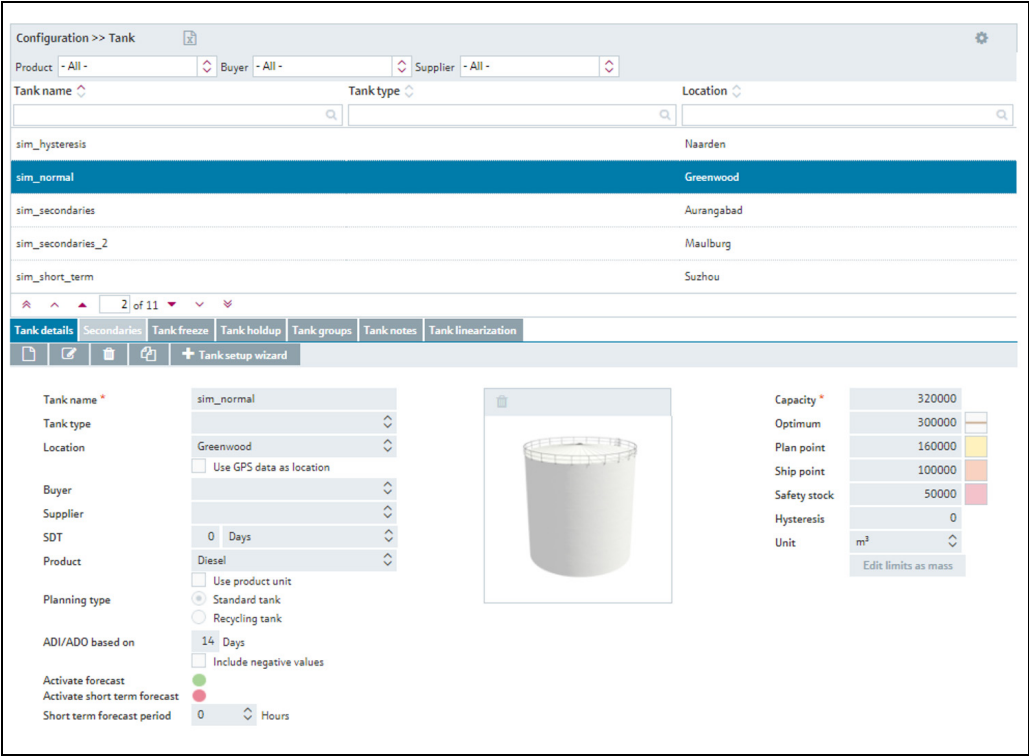 Configuration >> Tank
Product - All - Buyer - All - Supplier - All -
Tank name Tank type Location
sim_hysteresis Naarden
sim_normal Greenwood
sim_secondaries Aurangabad
sim_secondaries_2 Maulburg
sim_short_term Suzhou
2 of 11
Tank details Secondaries Tank freeze Tank holdup Tank groups Tank notes Tank linearization
+ Tank setup wizard
Tank name * sim_normal
Tank type
Location Greenwood
Use GPS data as location
Buyer
Supplier
SDT 0 Days
Product Diesel
Use product unit
Planning type Standard tank
Recycling tank
ADI/ADO based on 14 Days
Include negative values
Activate forecast
Activate short term forecast
Short term forecast period 0 Hours
Capacity * 320000
Optimum 300000
Plan point 160000
Ship point 100000
Safety stock 50000
Hysteresis 0
Unit m³
Edit limits as mass